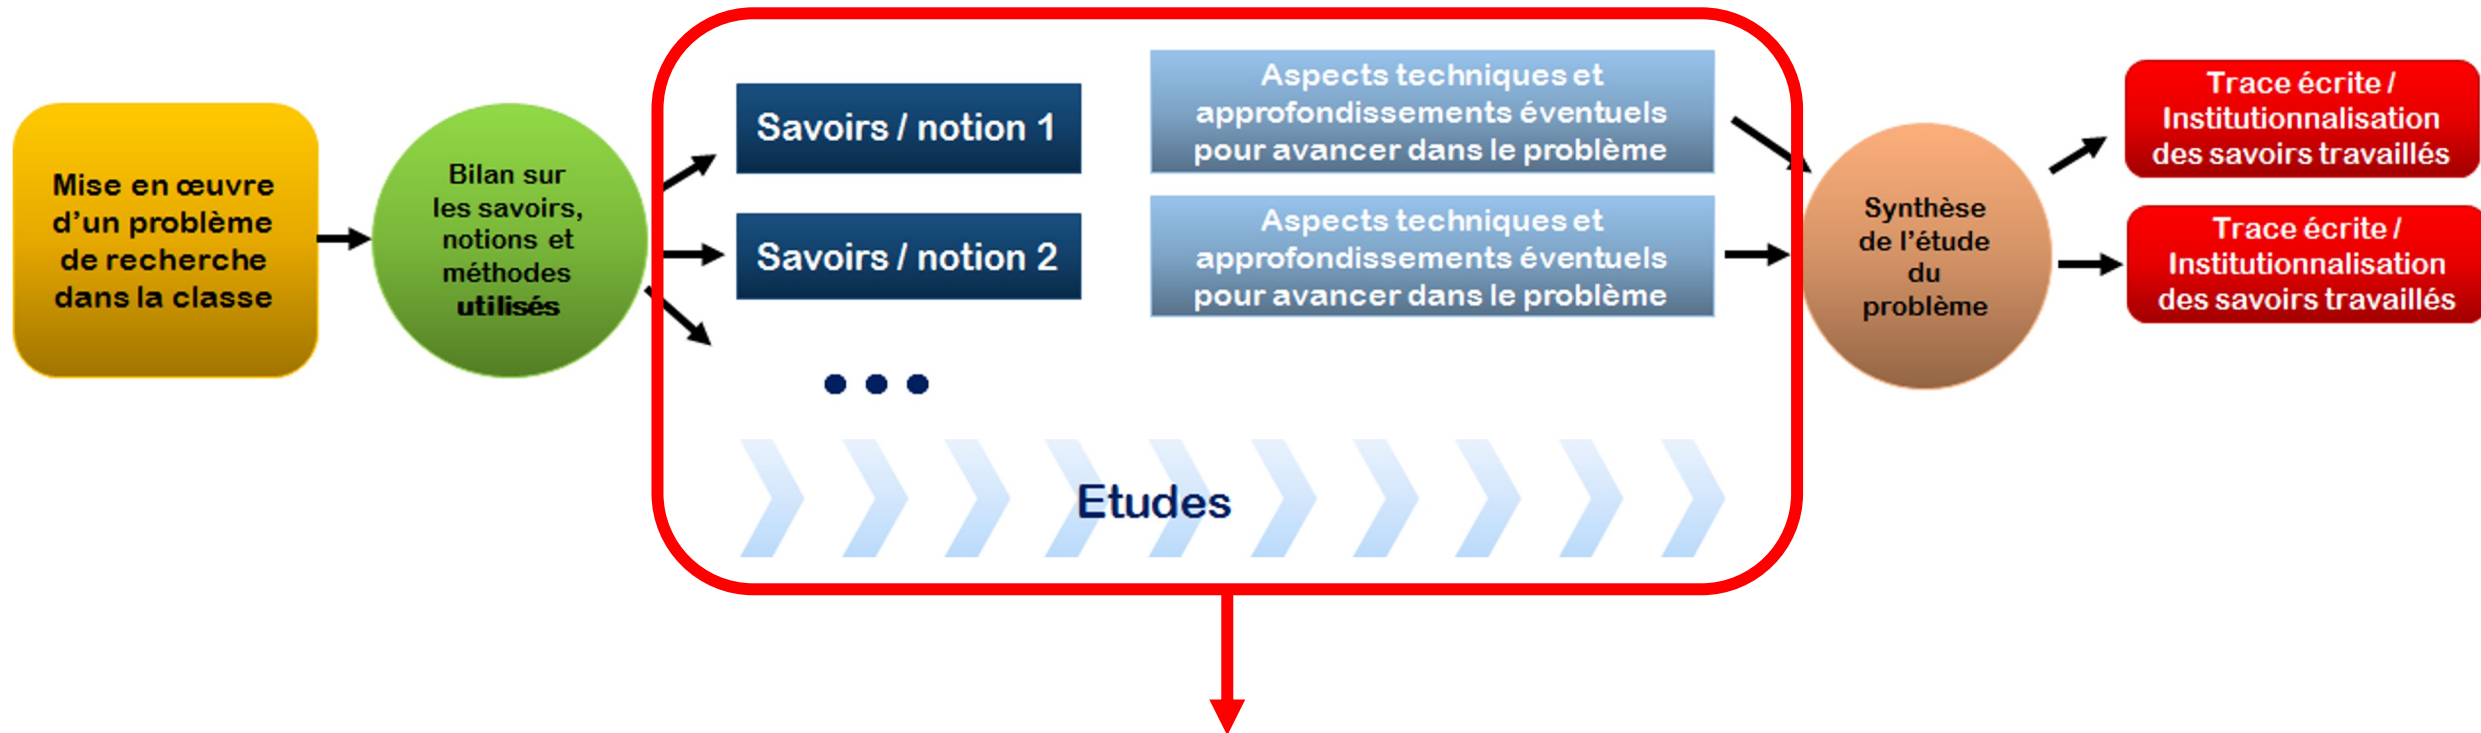 Mise en œuvre
d'un problème
de recherche
dans la classe
Bilan sur
les savoirs,
notions et
méthodes
utilisés
Savoirs / notion 1
Aspects techniques et
approfondissements éventuels
pour avancer dans le problème
Savoirs / notion 2
Aspects techniques et
approfondissements éventuels
pour avancer dans le problème
•••
Etudes
Synthèse
de l'étude
du
problème
Trace écrite /
Institutionnalisation
des savoirs travaillés
Trace écrite /
Institutionnalisation
des savoirs travaillés